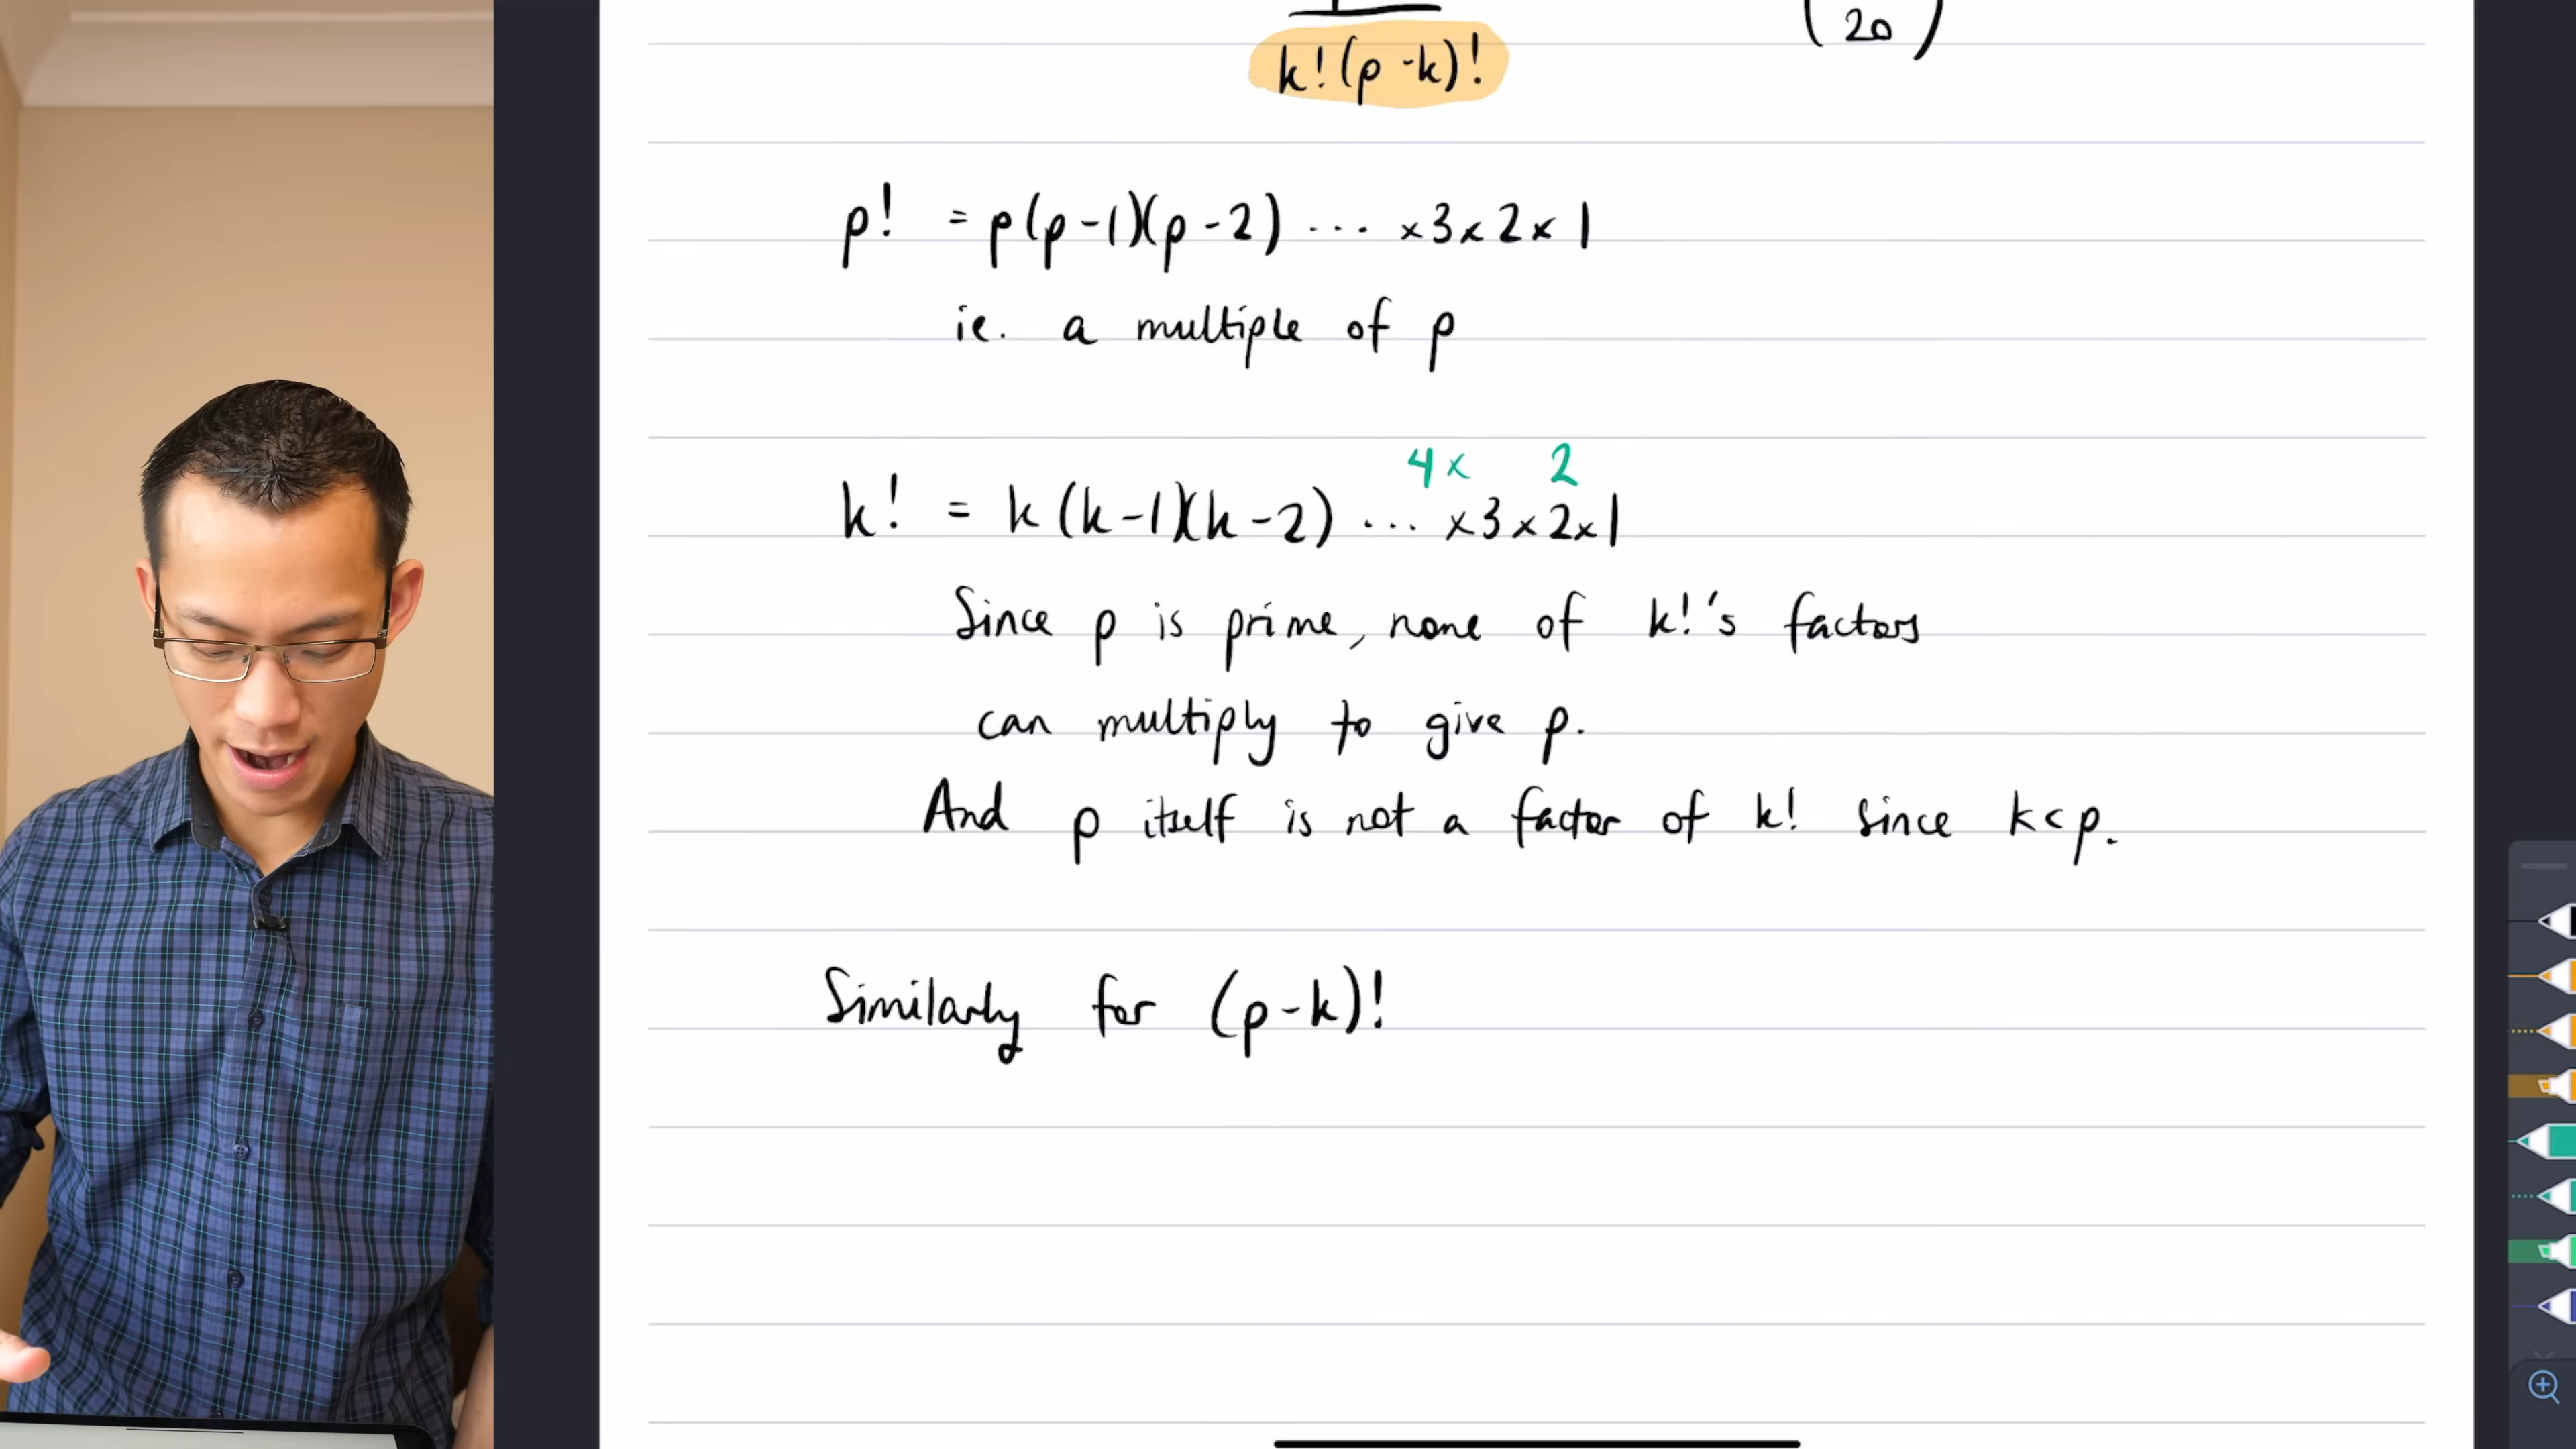 k!(p-k)!
20
p! = p(p-1)(p-2) ... ×3×2×1
ie. a multiple of p
4× 2
k! = k(k-1)(k-2) ... ×3×2×1
Since p is prime, none of k!'s factors
can multiply to give p.
And p itself is not a factor of k! since k<p.
Similarly for (p-k)!